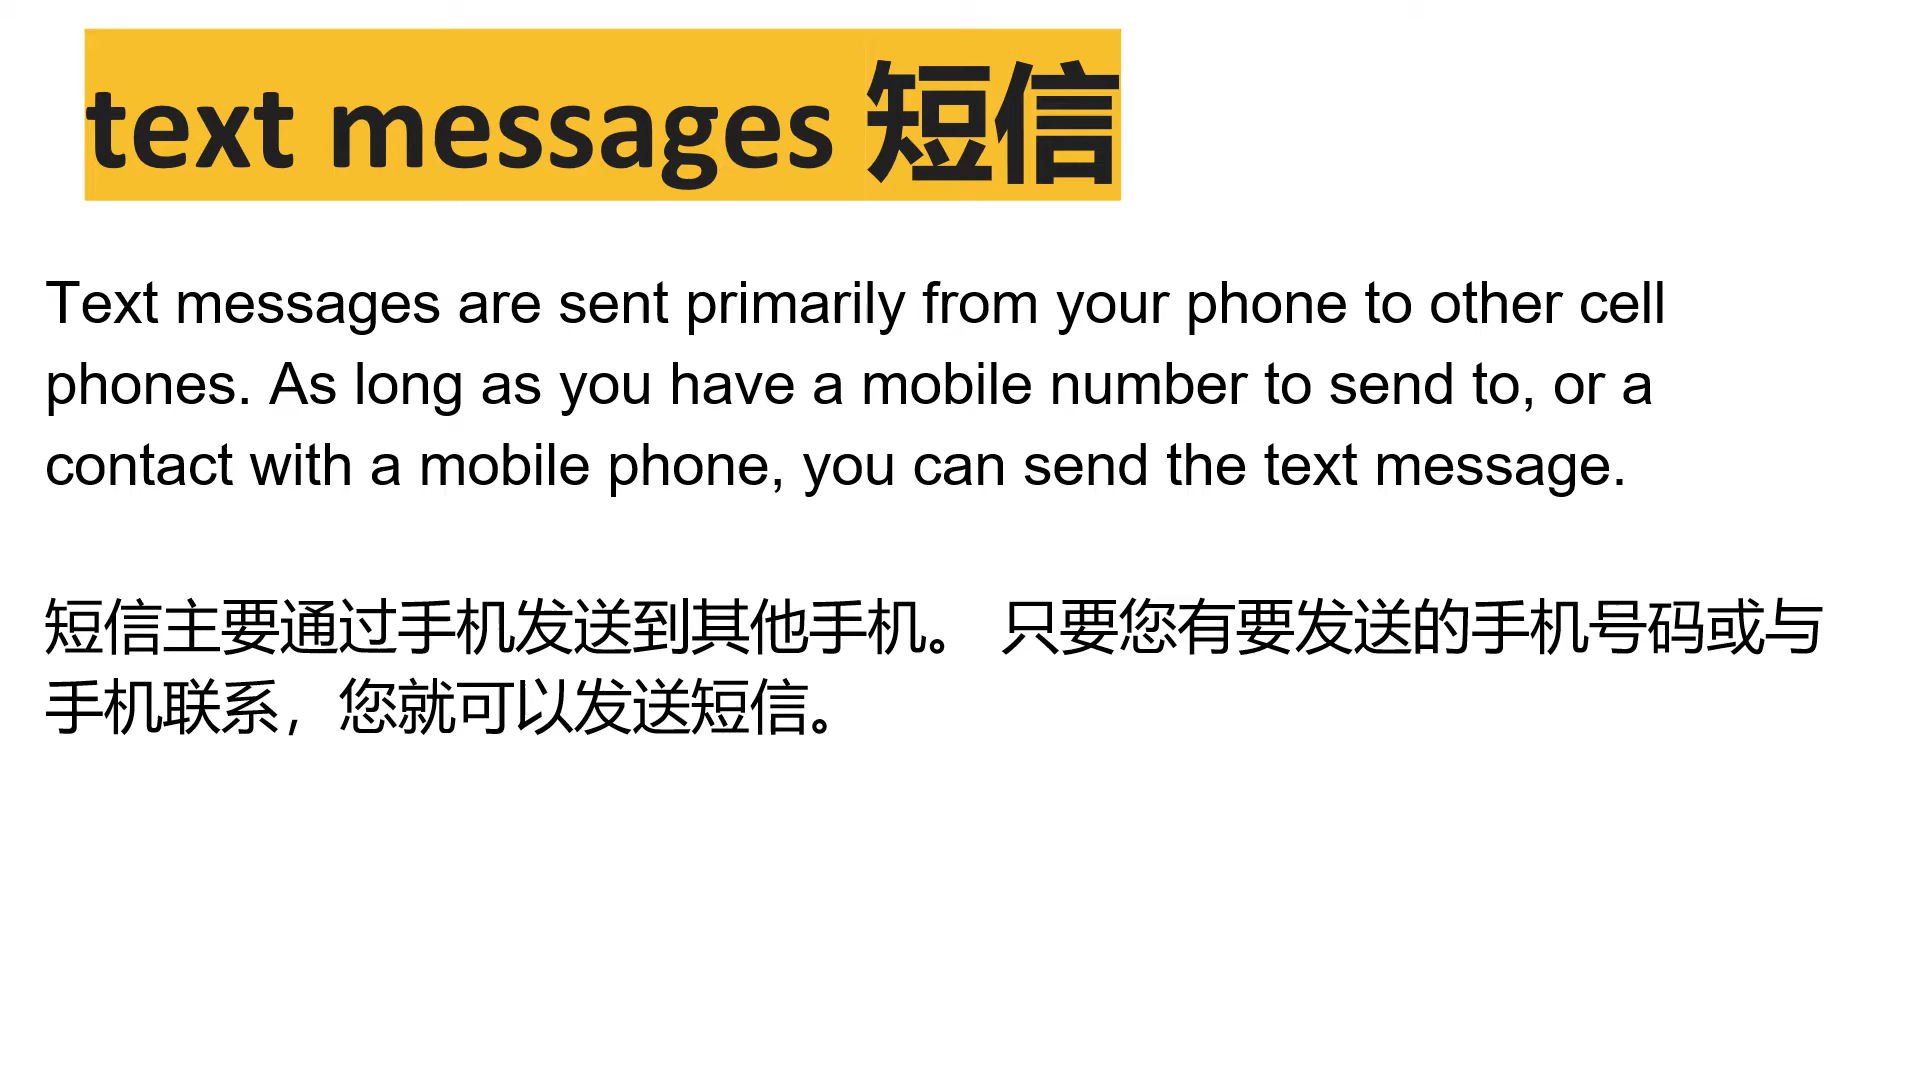 text messages 短信
Text messages are sent primarily from your phone to other cell
phones. As long as you have a mobile number to send to, or a
contact with a mobile phone, you can send the text message.
短信主要通过手机发送到其他手机。 只要您有要发送的手机号码或与
手机联系，您就可以发送短信。